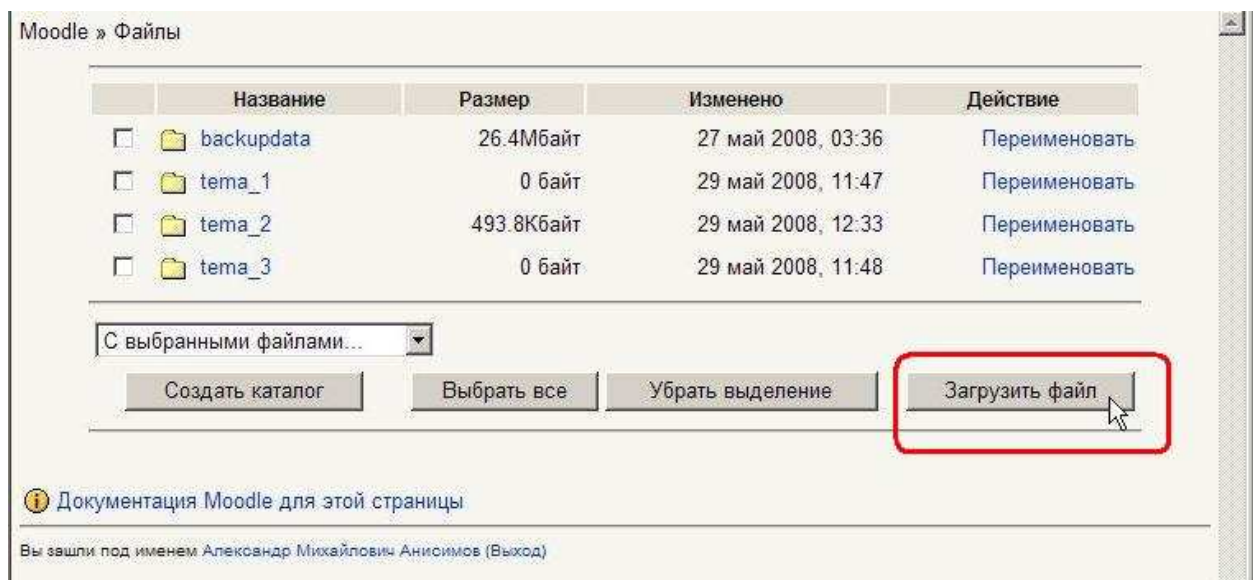 Moodle » Файлы
Название Размер Изменено Действие
backupdata 26.4Мбайт 27 май 2008, 03:36 Переименовать
tema_1 0 байт 29 май 2008, 11:47 Переименовать
tema_2 493.8Кбайт 29 май 2008, 12:33 Переименовать
tema_3 0 байт 29 май 2008, 11:48 Переименовать
С выбранными файлами...
Создать каталог Выбрать все Убрать выделение Загрузить файл
Документация Moodle для этой страницы
Вы зашли под именем Александр Михайлович Анисимов (Выход)